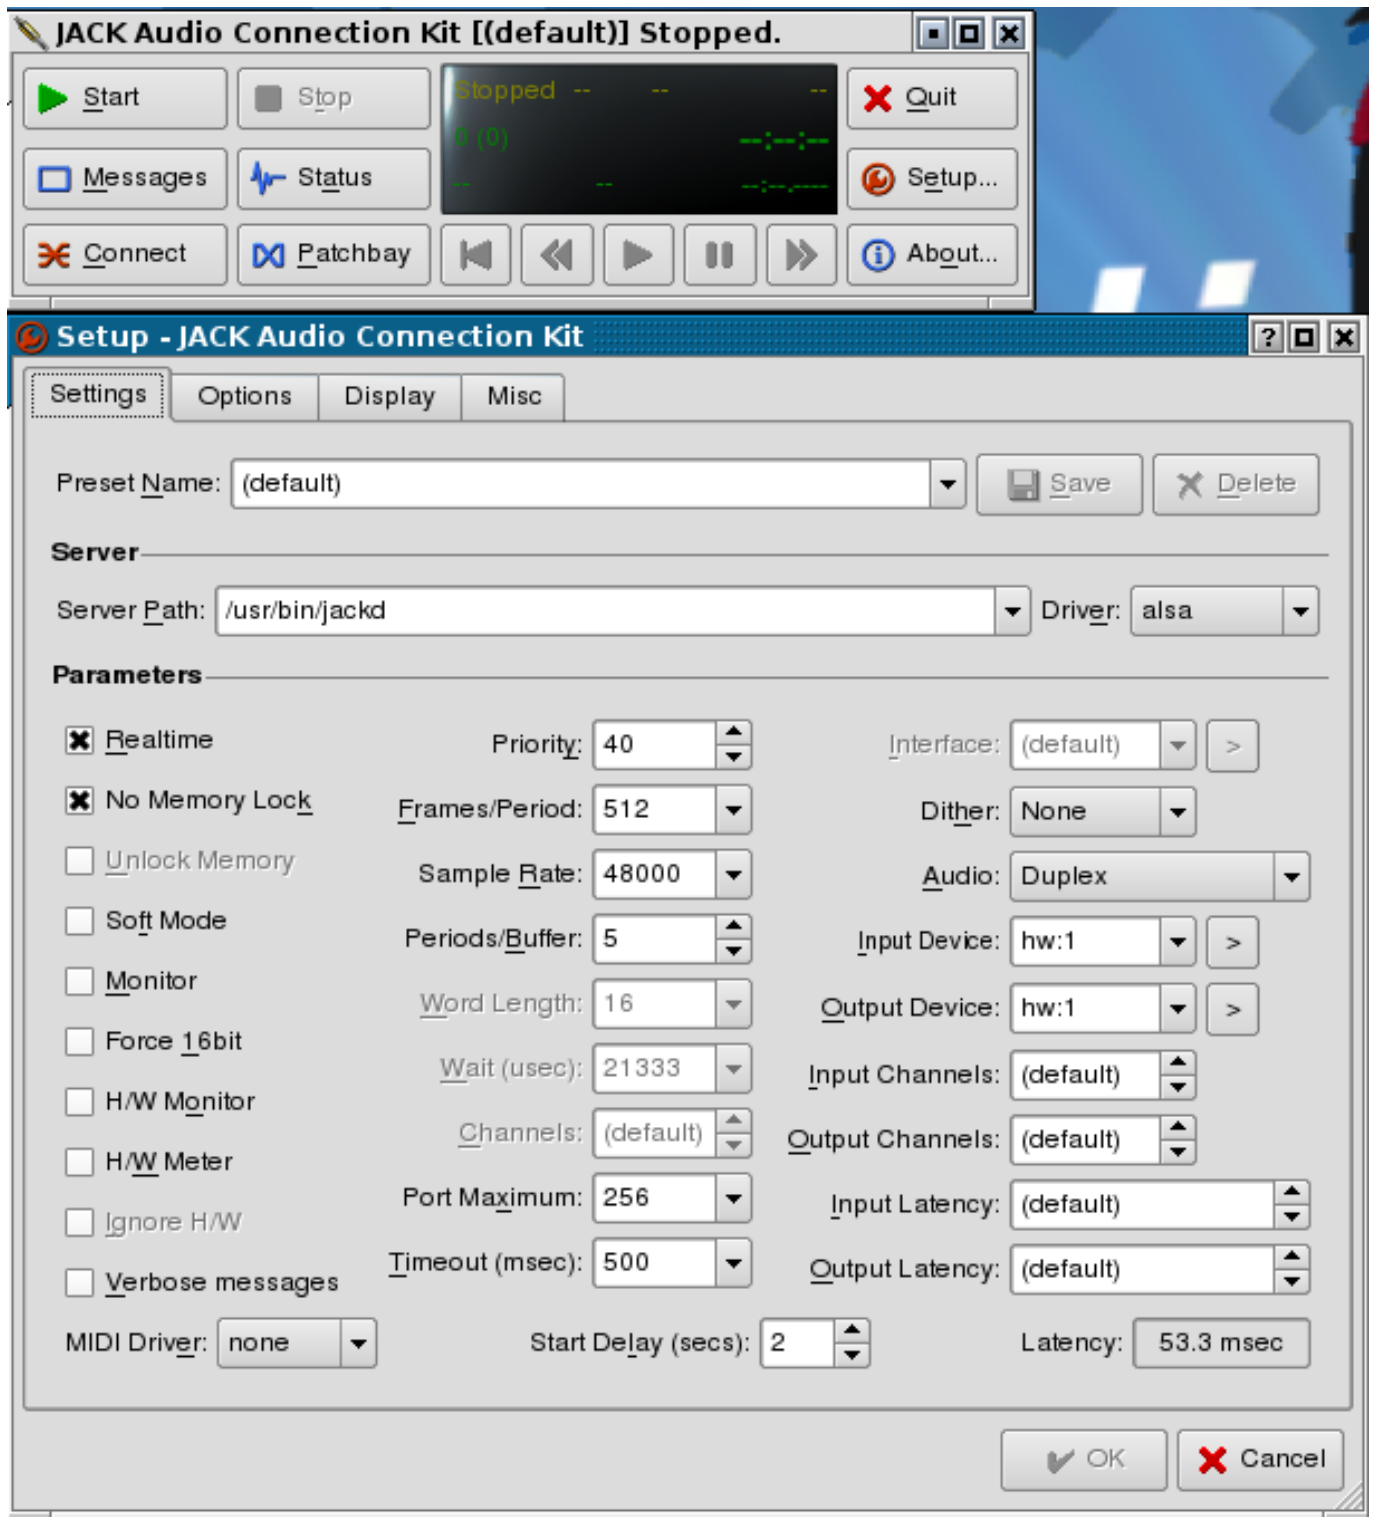 JACK Audio Connection Kit [(default)] Stopped.
Start Stop Stopped -- -- -- Quit
0 (0) --:--:--
Messages Status -- -- --:--.---- Setup...
Connect Patchbay About...
Setup - JACK Audio Connection Kit
Settings Options Display Misc
Preset Name: (default) Save Delete
Server
Server Path: /usr/bin/jackd Driver: alsa
Parameters
Realtime Priority: 40 Interface: (default) >
No Memory Lock Frames/Period: 512 Dither: None
Unlock Memory Sample Rate: 48000 Audio: Duplex
Soft Mode Periods/Buffer: 5 Input Device: hw:1 >
Monitor Word Length: 16 Output Device: hw:1 >
Force 16bit Wait (usec): 21333 Input Channels: (default)
H/W Monitor Channels: (default) Output Channels: (default)
H/W Meter Port Maximum: 256 Input Latency: (default)
Ignore H/W Timeout (msec): 500 Output Latency: (default)
Verbose messages
MIDI Driver: none Start Delay (secs): 2 Latency: 53.3 msec
OK Cancel